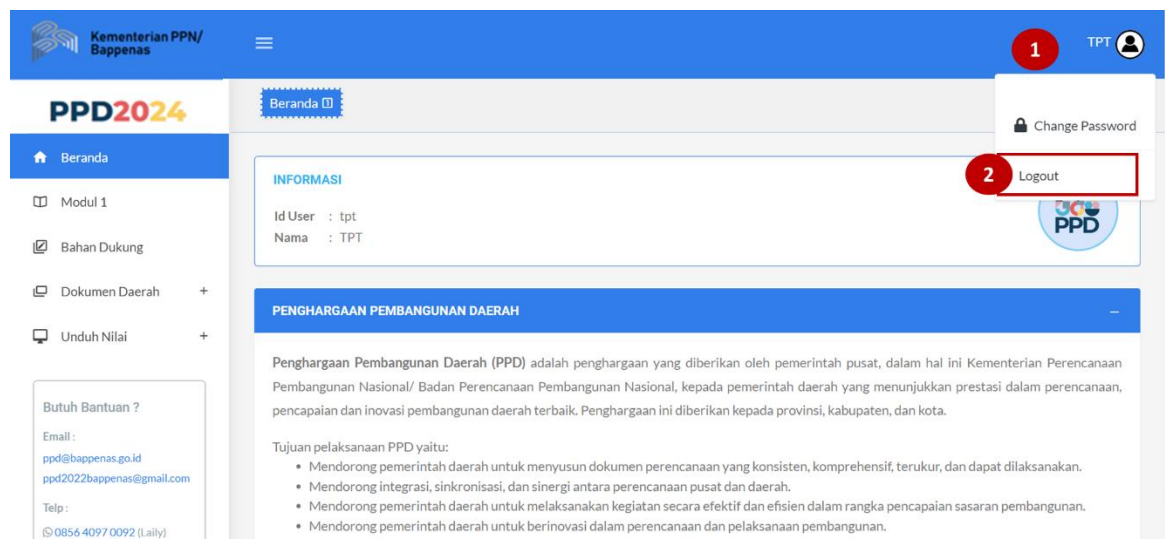 Kementerian PPN/
Bappenas
1
TPT
PPD2024
Beranda
Change Password
Beranda
INFORMASI
2
Logout
Modul 1
Id User : tpt
PPD
Nama : TPT
Bahan Dukung
Dokumen Daerah +
PENGHARGAAN PEMBANGUNAN DAERAH –
Unduh Nilai +
Penghargaan Pembangunan Daerah (PPD) adalah penghargaan yang diberikan oleh pemerintah pusat, dalam hal ini Kementerian Perencanaan
Pembangunan Nasional/ Badan Perencanaan Pembangunan Nasional, kepada pemerintah daerah yang menunjukkan prestasi dalam perencanaan,
pencapaian dan inovasi pembangunan daerah terbaik. Penghargaan ini diberikan kepada provinsi, kabupaten, dan kota.
Tujuan pelaksanaan PPD yaitu:
• Mendorong pemerintah daerah untuk menyusun dokumen perencanaan yang konsisten, komprehensif, terukur, dan dapat dilaksanakan.
• Mendorong integrasi, sinkronisasi, dan sinergi antara perencanaan pusat dan daerah.
• Mendorong pemerintah daerah untuk melaksanakan kegiatan secara efektif dan efisien dalam rangka pencapaian sasaran pembangunan.
• Mendorong pemerintah daerah untuk berinovasi dalam perencanaan dan pelaksanaan pembangunan.
Butuh Bantuan ?
Email :
ppd@bappenas.go.id
ppd2022bappenas@gmail.com
Telp :
0856 4097 0092 (Laily)